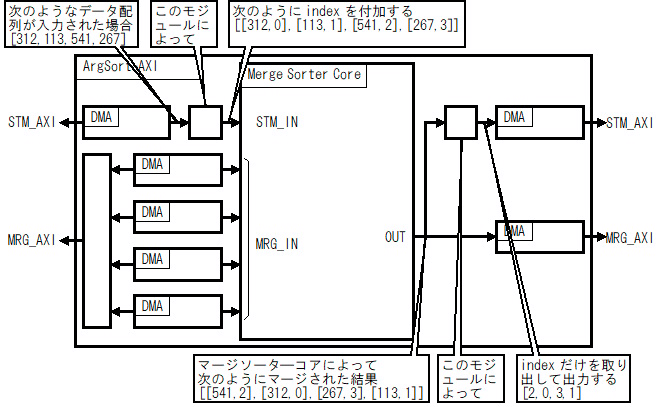 次のようなデータ配
列が入力された場合
[312,113,541,267]
このモ
ジュール
によって
次のように index を付加する
[[312,0],[113,1],[541,2],[267,3]]
ArgSort_AXI
Merge Sorter Core
DMA
STM_AXI
STM_IN
DMA
STM_AXI
DMA
DMA
MRG_AXI
MRG_IN
OUT
DMA
MRG_AXI
DMA
DMA
マージソーターコアによって
次のようにマージされた結果
[[541,2],[312,0],[267,3],[113,1]]
このモジ
ュールに
よって
index だけを取り
出して出力する
[2,0,3,1]